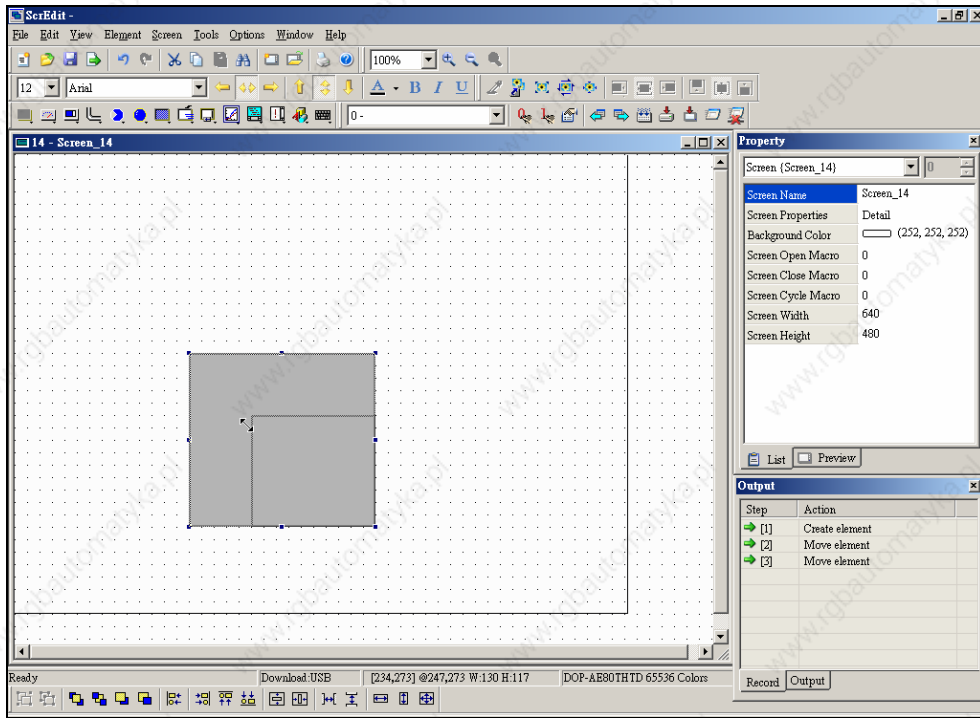 ScrEdit -
File Edit View Element Screen Tools Options Window Help
100%
12 Arial A - B I U
0 -
14 - Screen_14
Property
Screen {Screen_14} 0
Screen Name Screen_14
Screen Properties Detail
Background Color (252, 252, 252)
Screen Open Macro 0
Screen Close Macro 0
Screen Cycle Macro 0
Screen Width 640
Screen Height 480
List Preview
Output
Step Action
[1] Create element
[2] Move element
[3] Move element
Record Output
Ready Download:USB [234,273] @247,273 W:130 H:117 DOP-AE80THTD 65536 Colors
www.rgbautomatyka.pl